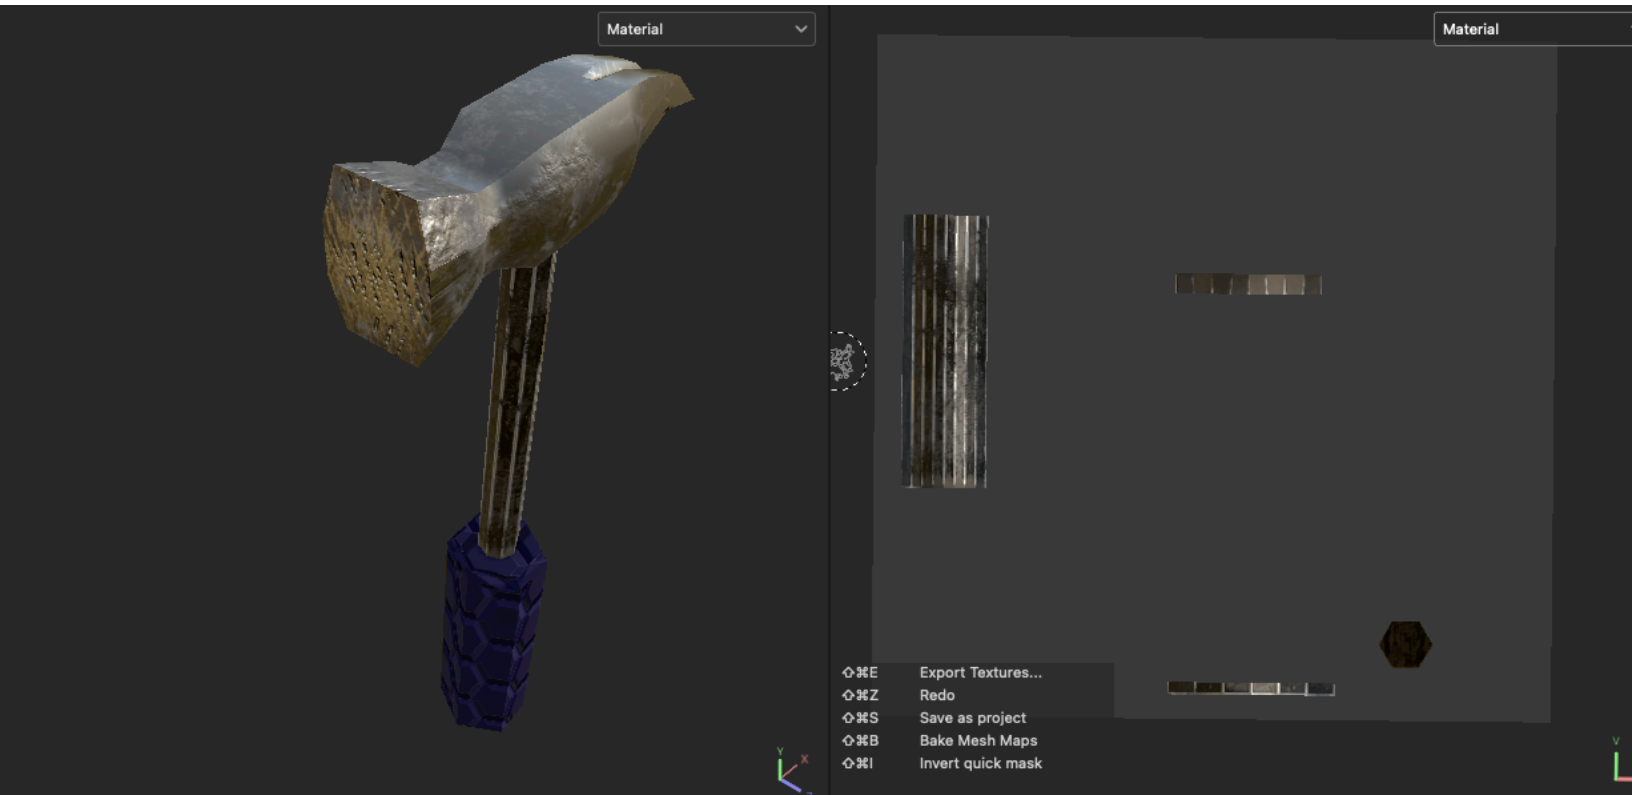 Material
Material
⇧⌘E Export Textures...
⇧⌘Z Redo
⇧⌘S Save as project
⇧⌘B Bake Mesh Maps
⇧⌘I Invert quick mask
Y
X